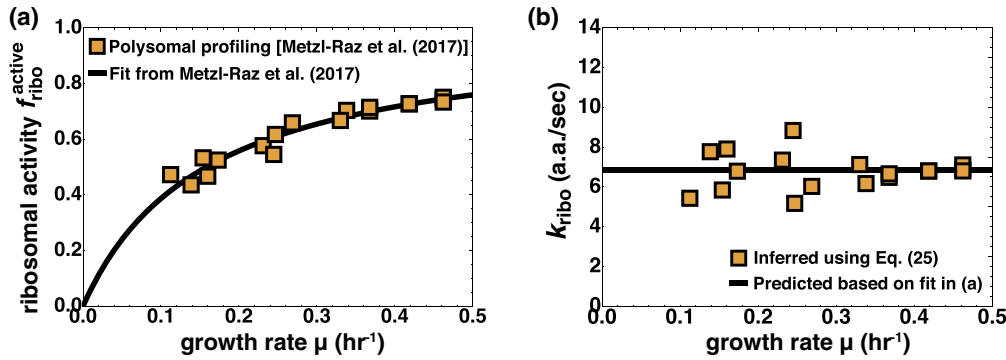 (a)
1.0
0.8
0.6
0.4
0.2
0.0
ribosomal activity f_ribo^active
Polysomal profiling [Metzl-Raz et al. (2017)]
Fit from Metzl-Raz et al. (2017)
0.0 0.1 0.2 0.3 0.4 0.5
growth rate μ (hr⁻¹)
(b)
14
12
10
8
6
4
2
0
k_ribo (a.a./sec)
Inferred using Eq. (25)
Predicted based on fit in (a)
0.0 0.1 0.2 0.3 0.4 0.5
growth rate μ (hr⁻¹)